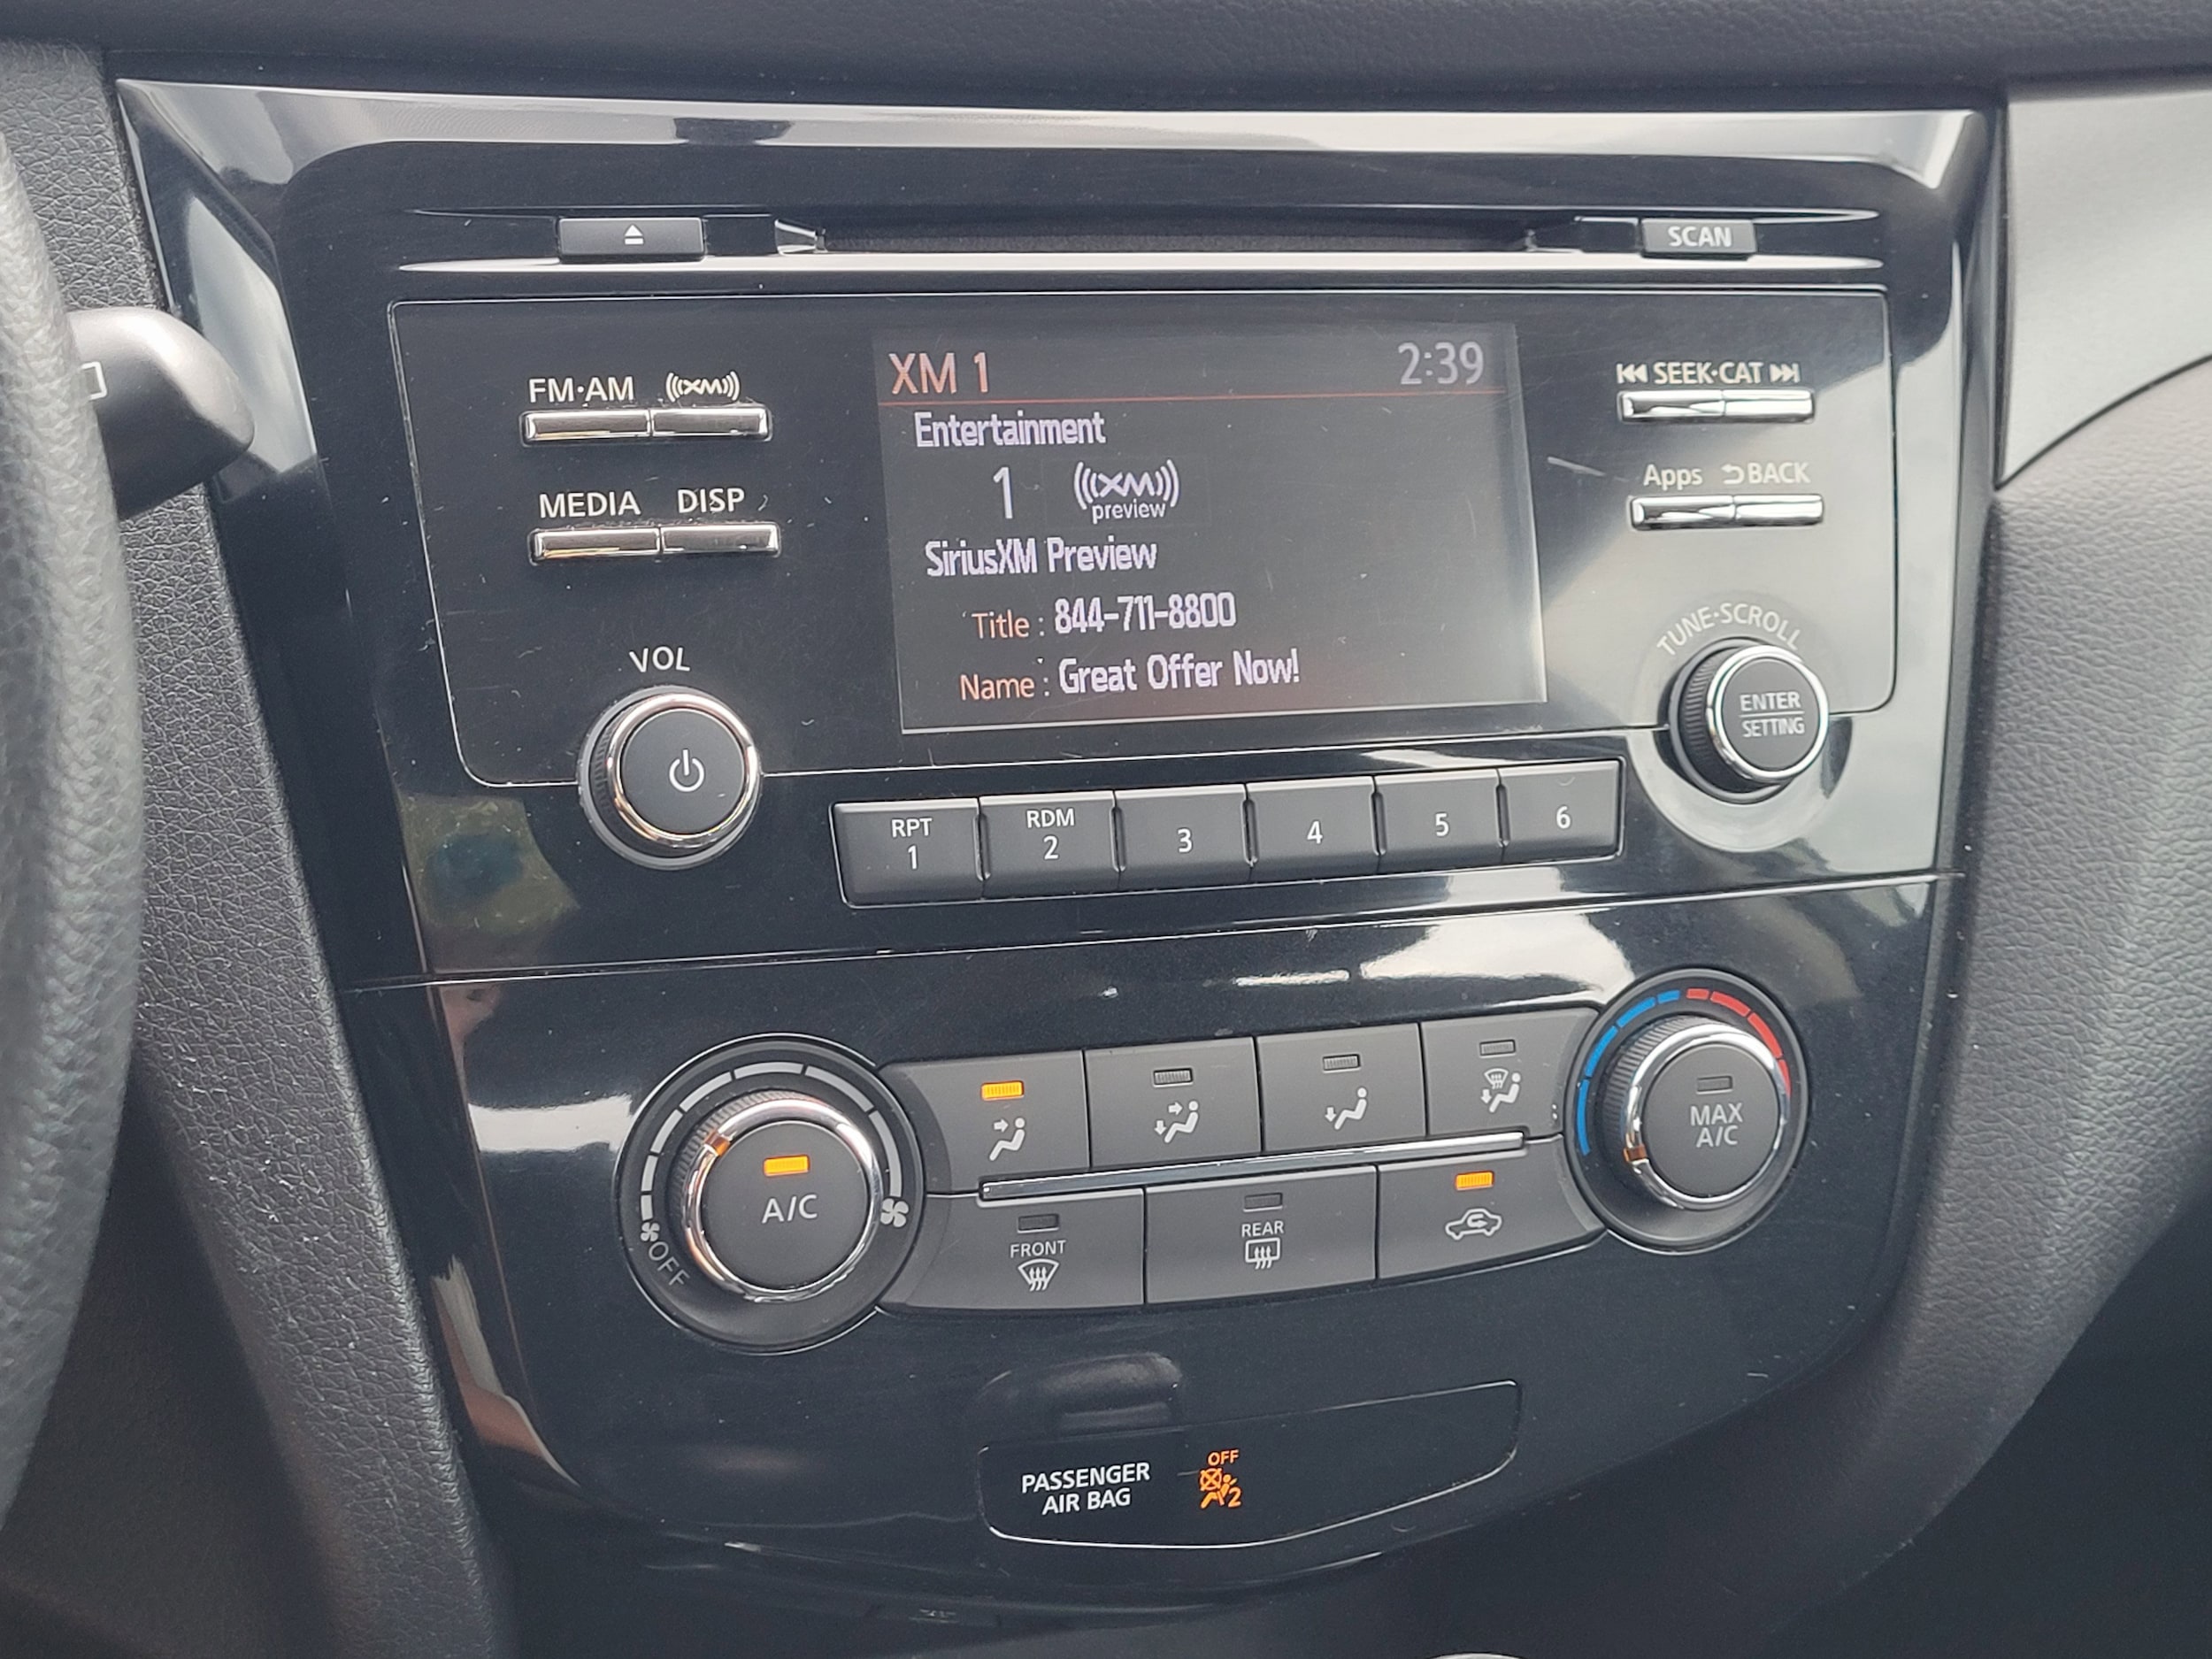 SCAN
FM·AM (((XM)))
SEEK·CAT
MEDIA DISP
Apps BACK
XM 1 2:39
Entertainment
1 (((XM)))
preview
SiriusXM Preview
Title : 844-711-8800
Name : Great Offer Now!
VOL
TUNE·SCROLL
ENTER
SETTING
RPT
1
RDM
2
3
4
5
6
A/C
OFF
MAX
A/C
FRONT
REAR
PASSENGER
AIR BAG
OFF
2